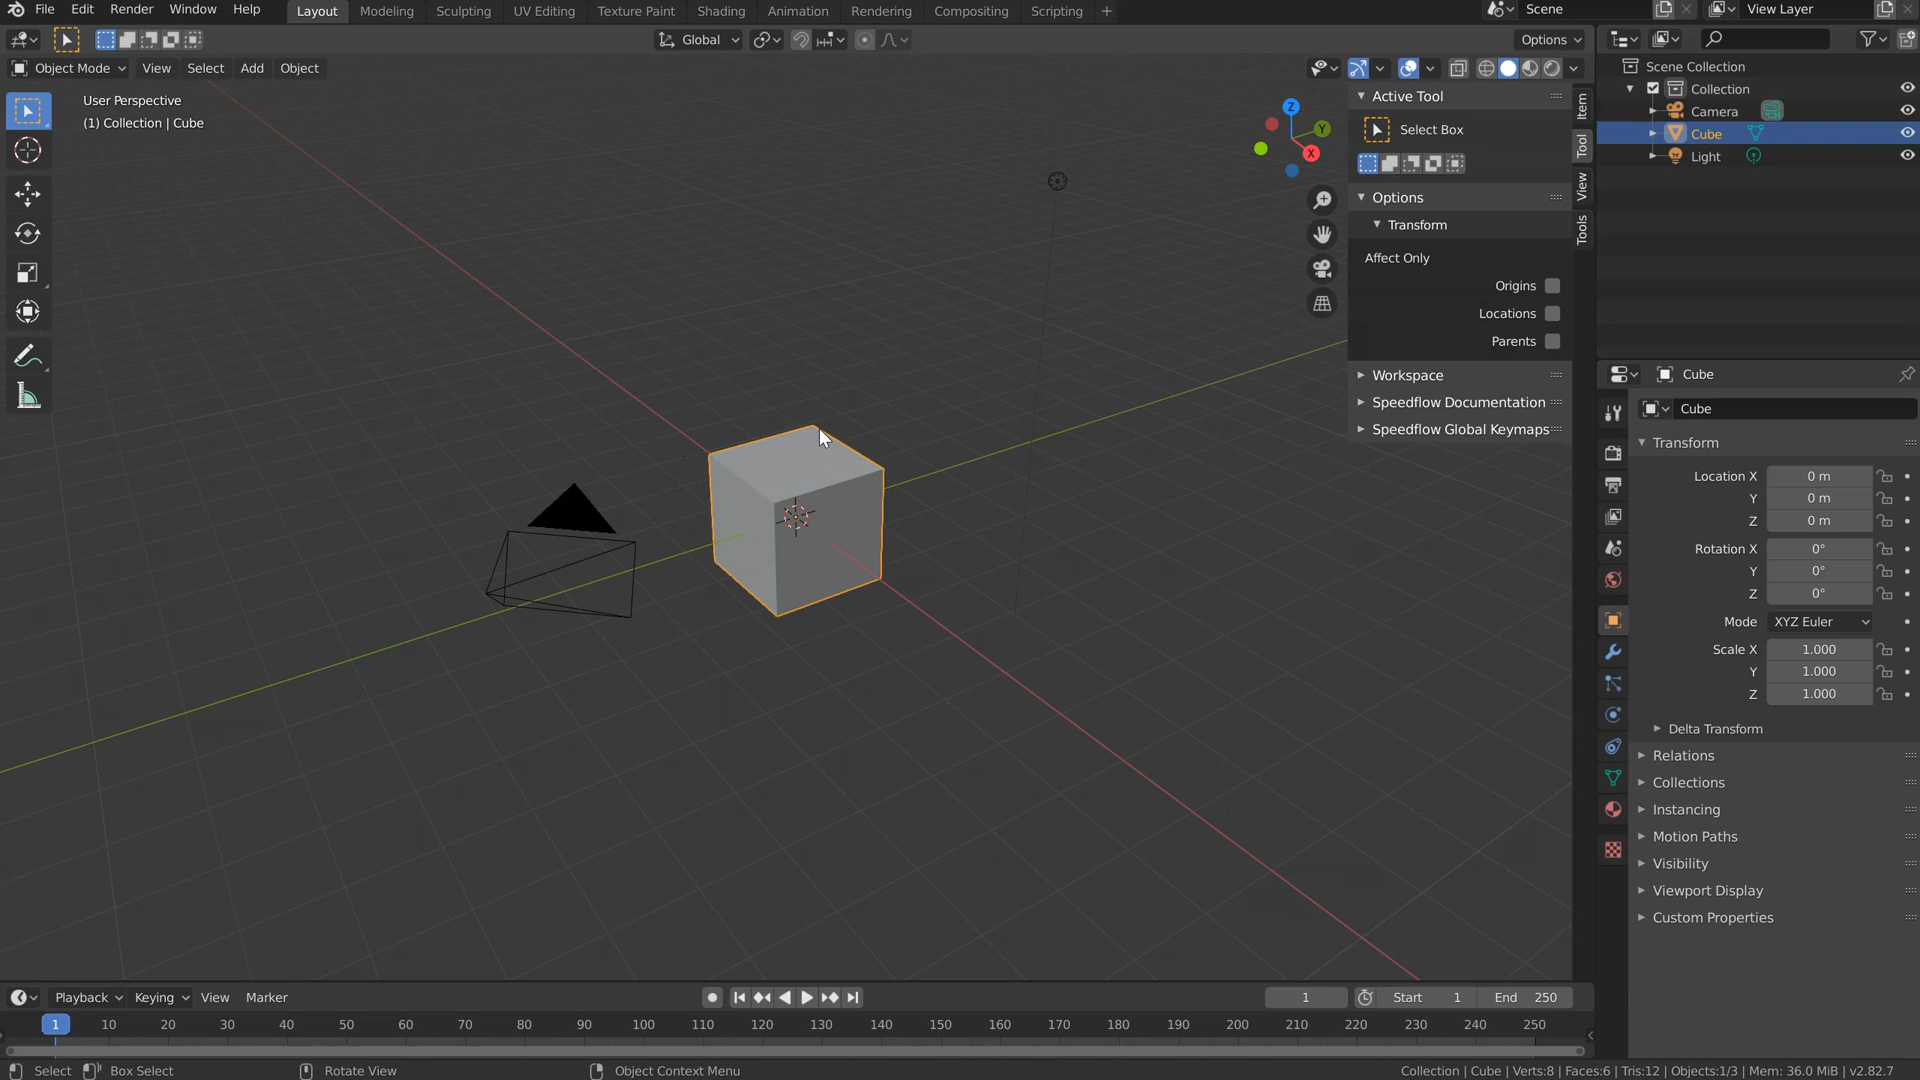 File Edit Render Window Help Layout Modeling Sculpting UV Editing Texture Paint Shading Animation Rendering Compositing Scripting + Scene View Layer
Global Options
Object Mode View Select Add Object
User Perspective
(1) Collection | Cube
Z
Y
X
Active Tool
Select Box
Options
Transform
Affect Only
Origins
Locations
Parents
Workspace
Speedflow Documentation
Speedflow Global Keymaps
Item
Tool
View
Tools
Scene Collection
Collection
Camera
Cube
Light
Cube
Cube
Transform
Location X 0 m
Y 0 m
Z 0 m
Rotation X 0°
Y 0°
Z 0°
Mode XYZ Euler
Scale X 1.000
Y 1.000
Z 1.000
Delta Transform
Relations
Collections
Instancing
Motion Paths
Visibility
Viewport Display
Custom Properties
Playback Keying View Marker 1 Start 1 End 250
1 10 20 30 40 50 60 70 80 90 100 110 120 130 140 150 160 170 180 190 200 210 220 230 240 250
Select Box Select Rotate View Object Context Menu Collection | Cube | Verts:8 | Faces:6 | Tris:12 | Objects:1/3 | Mem: 36.0 MiB | v2.82.7